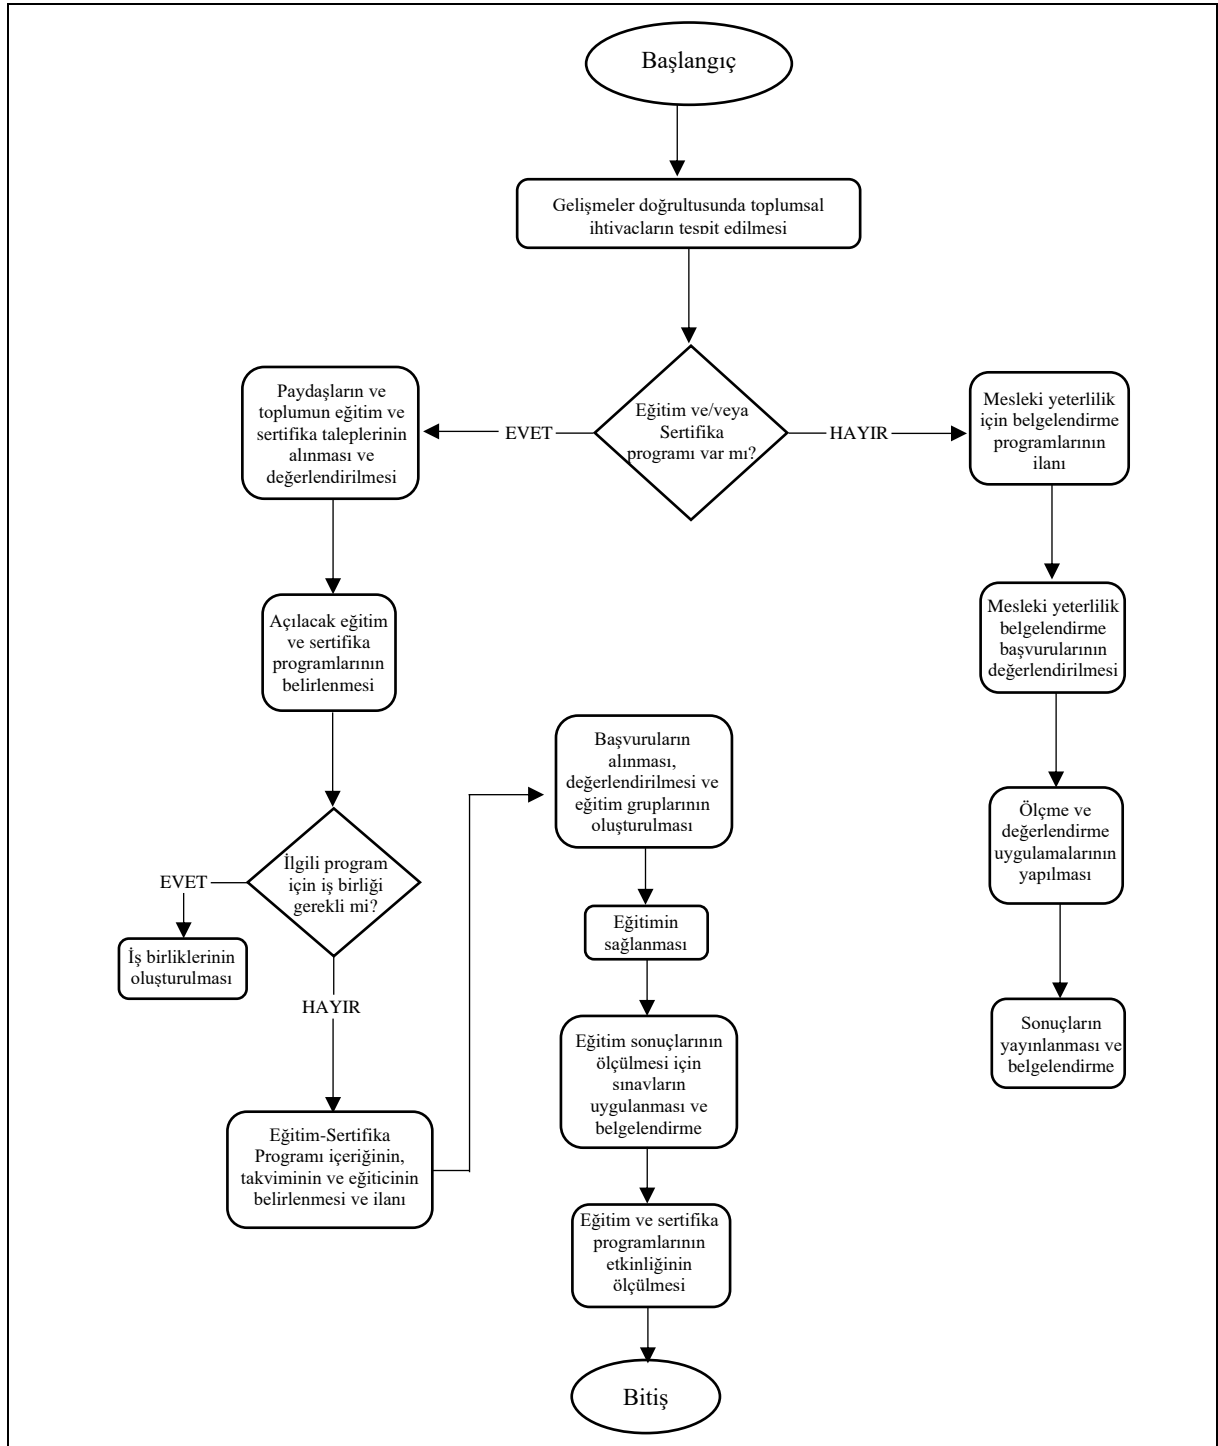 Başlangıç
Gelişmeler doğrultusunda toplumsal
ihtiyaçların tespit edilmesi
Eğitim ve/veya
Sertifika
programı var mı?
EVET
HAYIR
Paydaşların ve
toplumun eğitim ve
sertifika taleplerinin
alınması ve
değerlendirilmesi
Mesleki yeterlilik
için belgelendirme
programlarının
ilanı
Açılacak eğitim
ve sertifika
programlarının
belirlenmesi
Mesleki yeterlilik
belgelendirme
başvurularının
değerlendirilmesi
İlgili program
için iş birliği
gerekli mi?
EVET
İş birliklerinin
oluşturulması
HAYIR
Eğitim-Sertifika
Programı içeriğinin,
takviminin ve eğiticinin
belirlenmesi ve ilanı
Başvuruların
alınması,
değerlendirilmesi ve
eğitim gruplarının
oluşturulması
Eğitimin
sağlanması
Eğitim sonuçlarının
ölçülmesi için
sınavların
uygulanması ve
belgelendirme
Eğitim ve sertifika
programlarının
etkinliğinin
ölçülmesi
Bitiş
Ölçme ve
değerlendirme
uygulamalarının
yapılması
Sonuçların
yayınlanması ve
belgelendirme